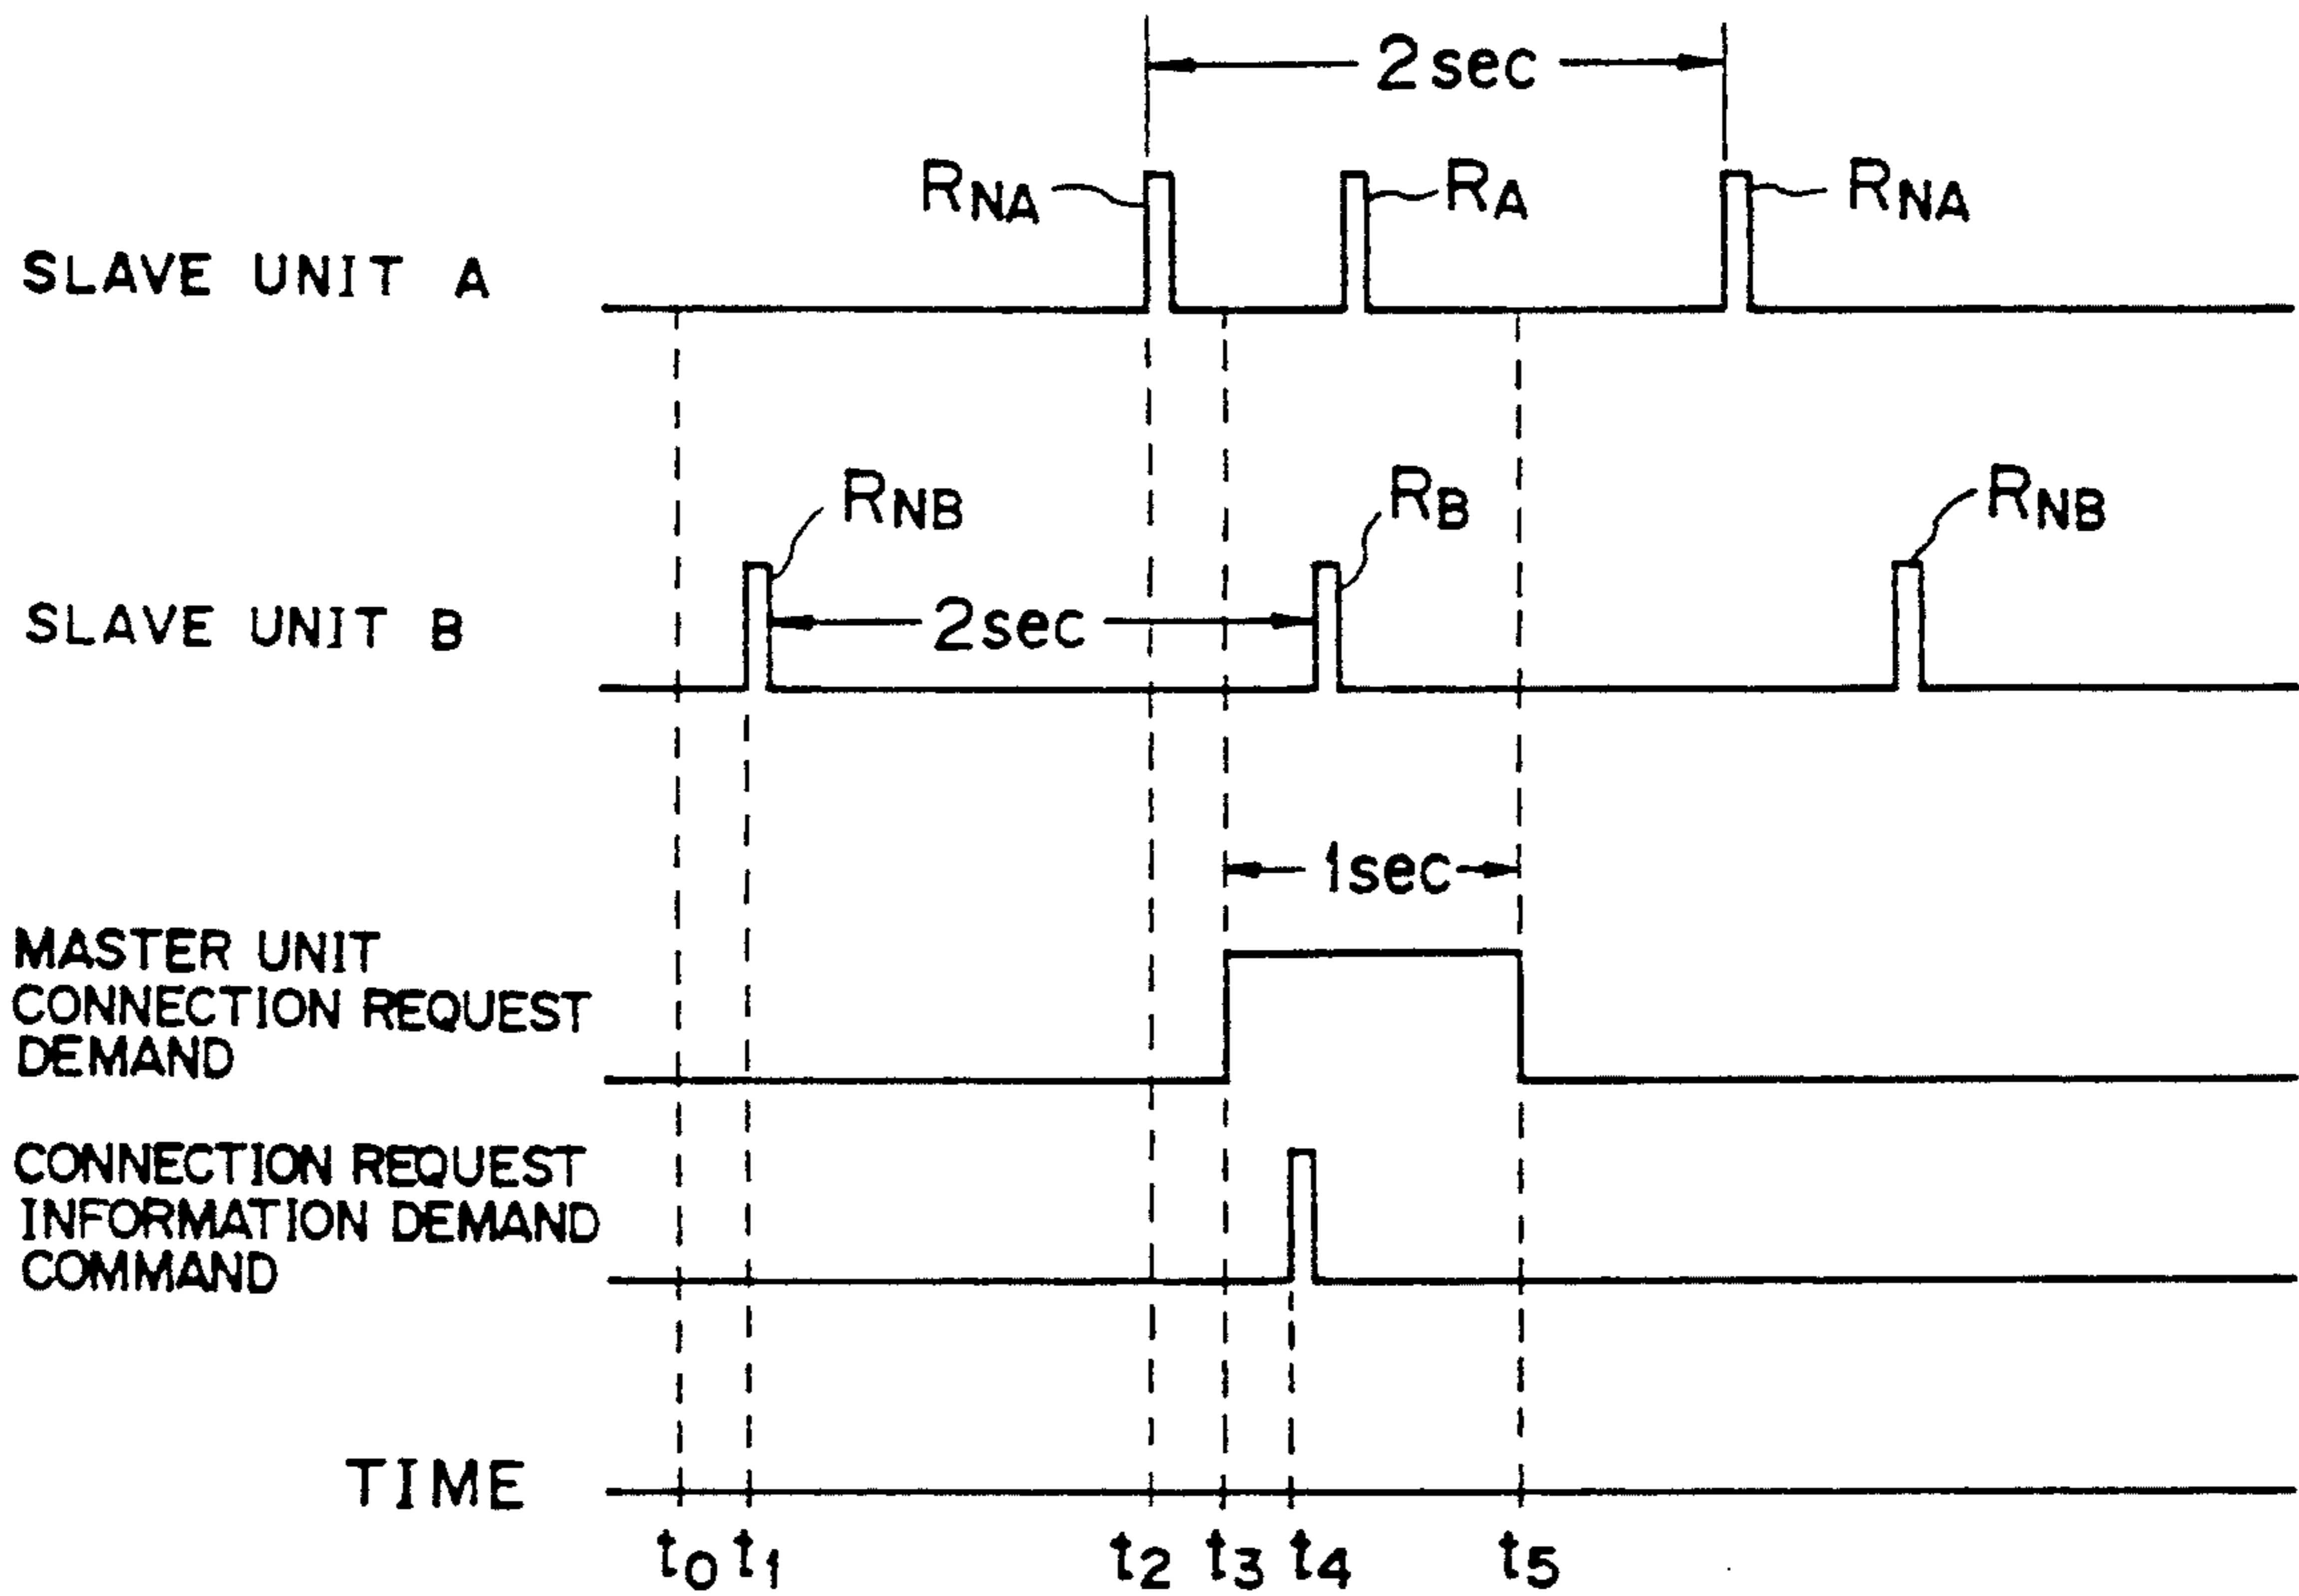 2sec
RNA
RA
RNA
SLAVE UNIT A
RNB
RB
RNB
SLAVE UNIT B
2sec
1sec
MASTER UNIT
CONNECTION REQUEST
DEMAND
CONNECTION REQUEST
INFORMATION DEMAND
COMMAND
TIME
t0 t1 t2 t3 t4 t5